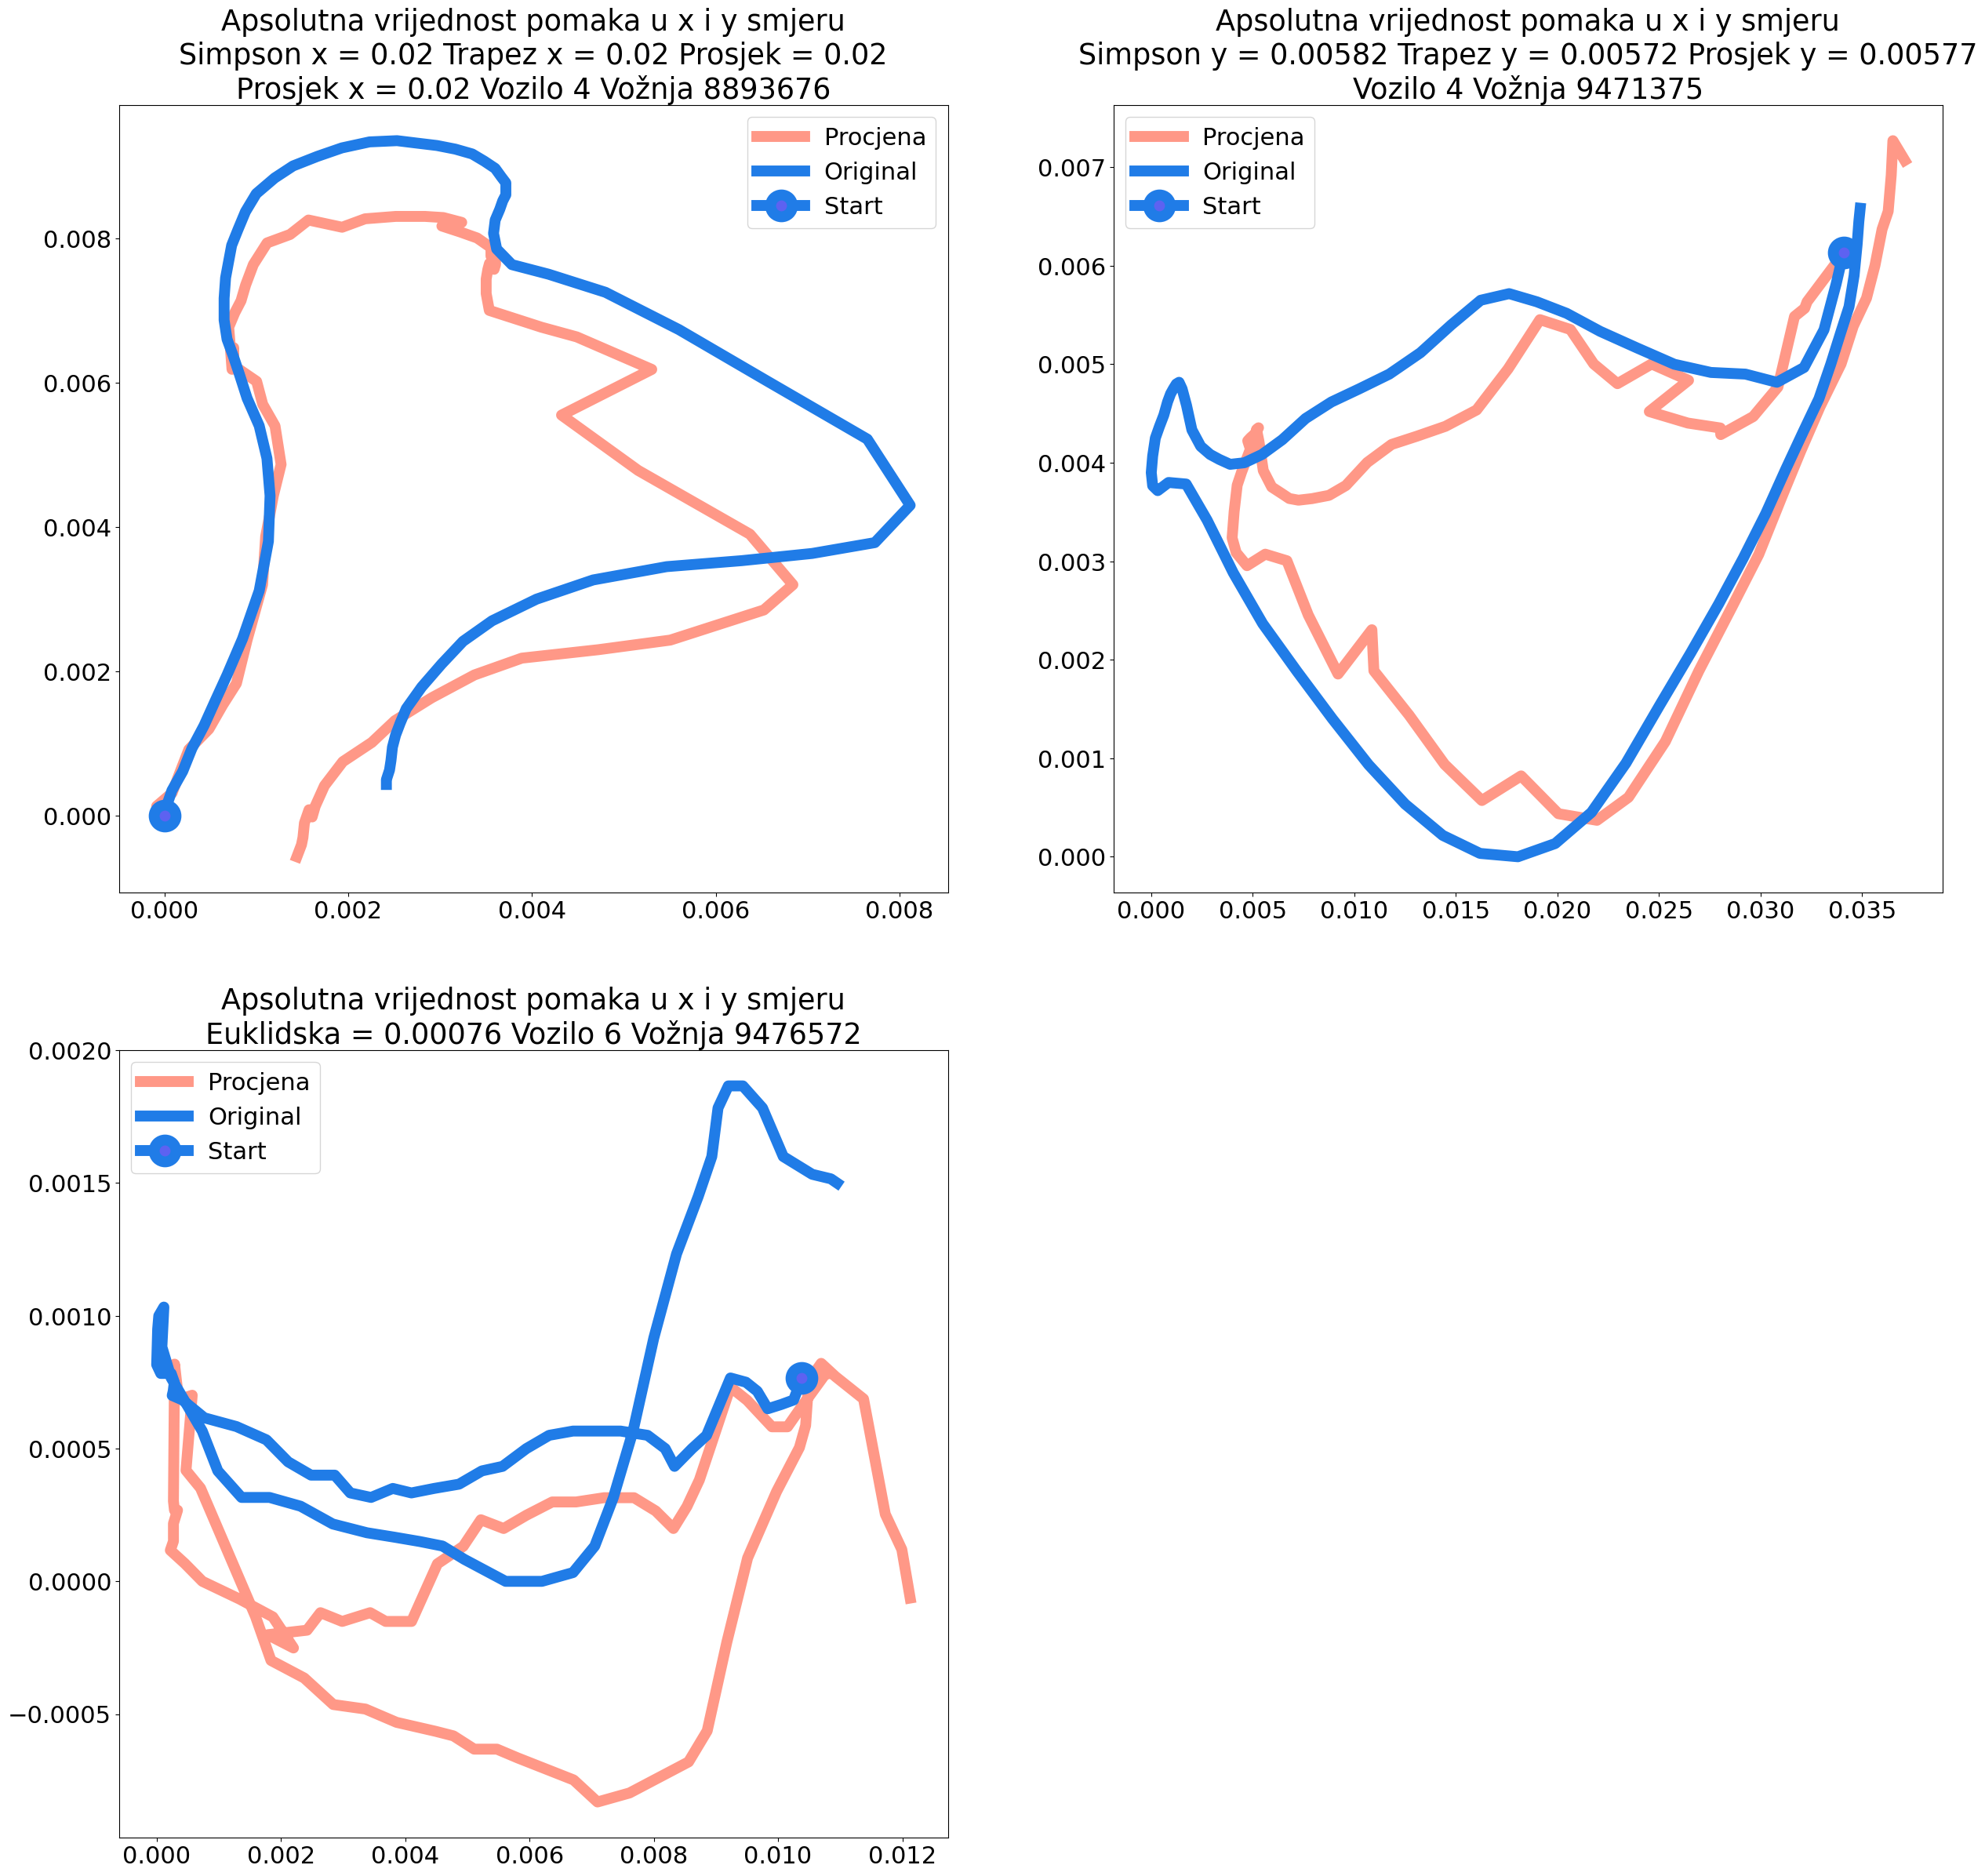 Apsolutna vrijednost pomaka u x i y smjeru
Simpson x = 0.02 Trapez x = 0.02 Prosjek = 0.02
Prosjek x = 0.02 Vozilo 4 Vožnja 8893676
Procjena
Original
Start
0.008
0.006
0.004
0.002
0.000
0.000 0.002 0.004 0.006 0.008
Apsolutna vrijednost pomaka u x i y smjeru
Simpson y = 0.00582 Trapez y = 0.00572 Prosjek y = 0.00577
Vozilo 4 Vožnja 9471375
Procjena
Original
Start
0.007
0.006
0.005
0.004
0.003
0.002
0.001
0.000
0.000 0.005 0.010 0.015 0.020 0.025 0.030 0.035
Apsolutna vrijednost pomaka u x i y smjeru
Euklidska = 0.00076 Vozilo 6 Vožnja 9476572
Procjena
Original
Start
0.0020
0.0015
0.0010
0.0005
0.0000
−0.0005
0.000 0.002 0.004 0.006 0.008 0.010 0.012